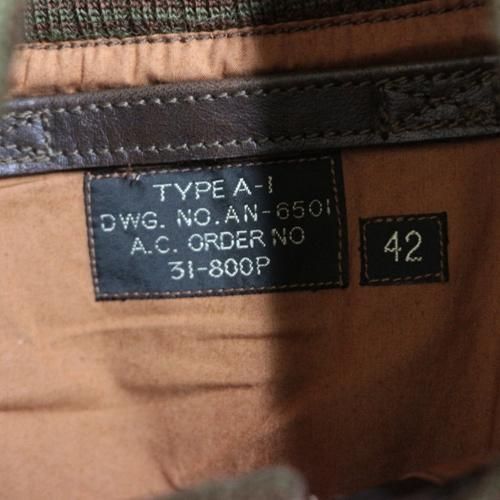 TYPE A-1
DWG. NO. AN-6501
A.C. ORDER NO
31-800P
42